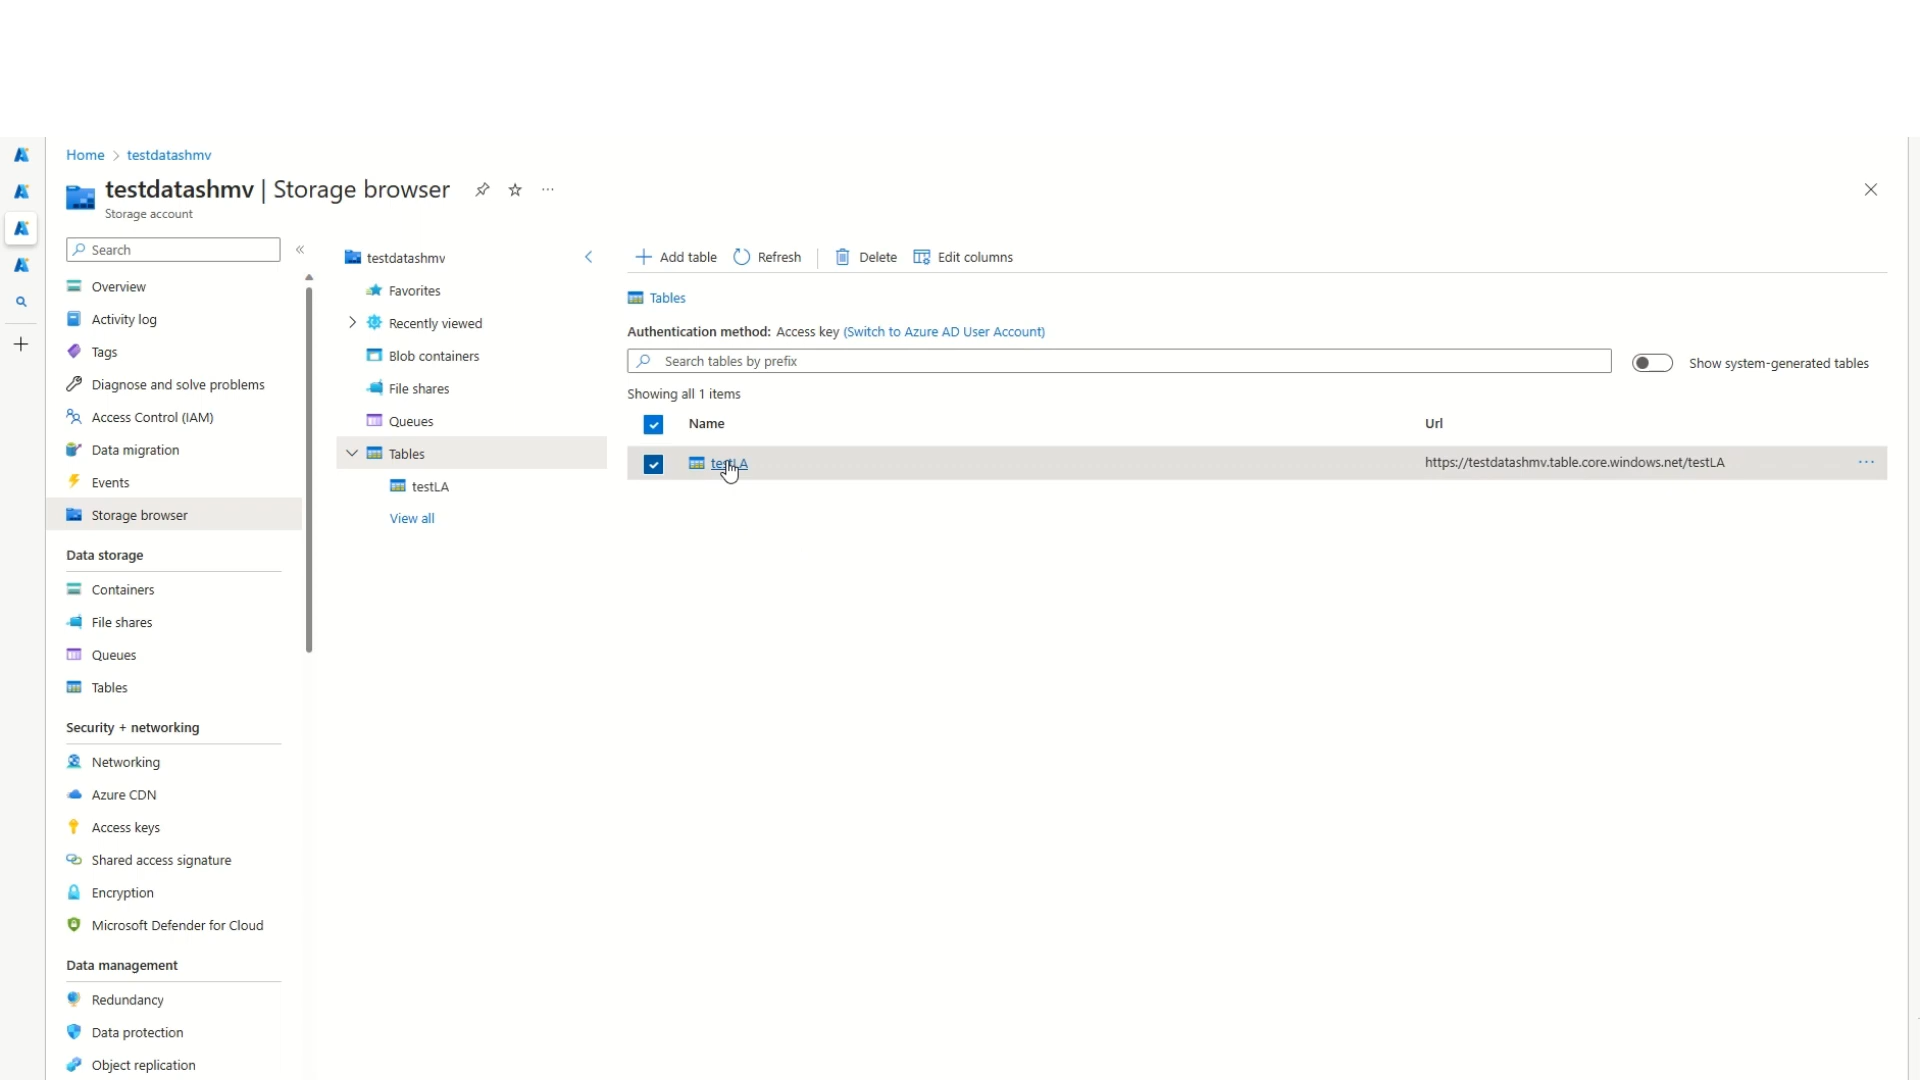 Home > testdatashmv
testdatashmv | Storage browser ...
Storage account
Search
Overview
Activity log
Tags
Diagnose and solve problems
Access Control (IAM)
Data migration
Events
Storage browser
Data storage
Containers
File shares
Queues
Tables
Security + networking
Networking
Azure CDN
Access keys
Shared access signature
Encryption
Microsoft Defender for Cloud
Data management
Redundancy
Data protection
Object replication
testdatashmv
Favorites
Recently viewed
Blob containers
File shares
Queues
Tables
testLA
View all
Add table Refresh Delete Edit columns
Tables
Authentication method: Access key (Switch to Azure AD User Account)
Search tables by prefix
Show system-generated tables
Showing all 1 items
Name Url
testLA https://testdatashmv.table.core.windows.net/testLA ...